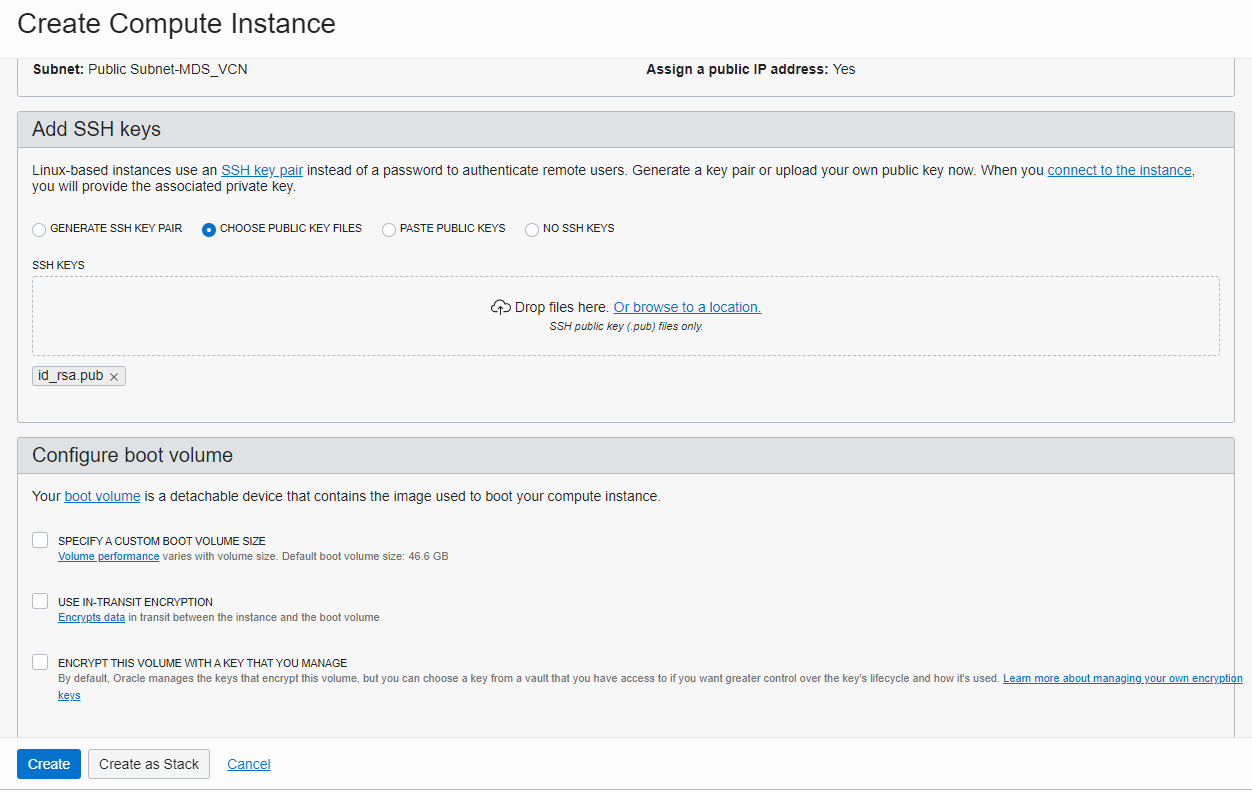 Create Compute Instance
Subnet: Public Subnet-MDS_VCN
Assign a public IP address: Yes
Add SSH keys
Linux-based instances use an SSH key pair instead of a password to authenticate remote users. Generate a key pair or upload your own public key now. When you connect to the instance,
you will provide the associated private key.
GENERATE SSH KEY PAIR CHOOSE PUBLIC KEY FILES PASTE PUBLIC KEYS NO SSH KEYS
SSH KEYS
Drop files here. Or browse to a location.
SSH public key (.pub) files only.
id_rsa.pub ×
Configure boot volume
Your boot volume is a detachable device that contains the image used to boot your compute instance.
SPECIFY A CUSTOM BOOT VOLUME SIZE
Volume performance varies with volume size. Default boot volume size: 46.6 GB
USE IN-TRANSIT ENCRYPTION
Encrypts data in transit between the instance and the boot volume
ENCRYPT THIS VOLUME WITH A KEY THAT YOU MANAGE
By default, Oracle manages the keys that encrypt this volume, but you can choose a key from a vault that you have access to if you want greater control over the key's lifecycle and how it's used. Learn more about managing your own encryption
keys
Create Create as Stack Cancel